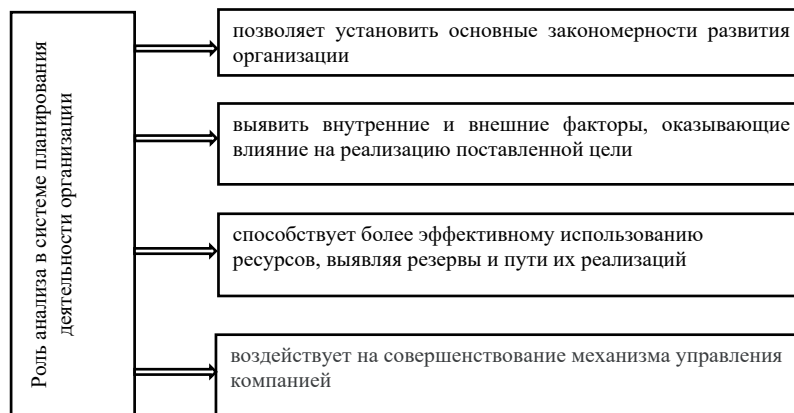 Роль анализа в системе планирования
деятельности организации
позволяет установить основные закономерности развития
организации
выявить внутренние и внешние факторы, оказывающие
влияние на реализацию поставленной цели
способствует более эффективному использованию
ресурсов, выявляя резервы и пути их реализаций
воздействует на совершенствование механизма управления
компанией